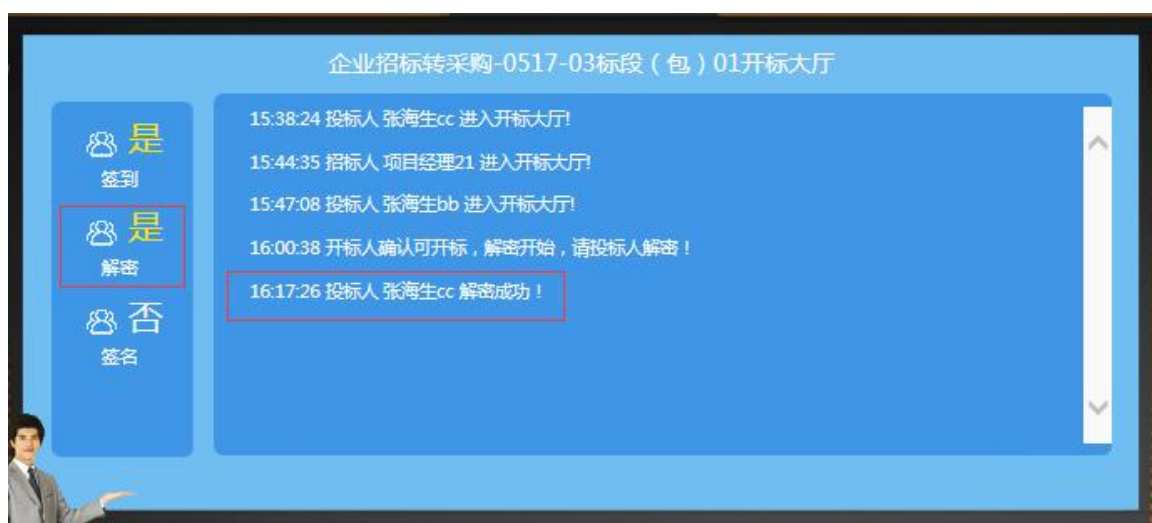 企业招标转采购-0517-03标段（包）01开标大厅
是
签到
是
解密
否
签名
15:38:24 投标人 张海生cc 进入开标大厅!
15:44:35 招标人 项目经理21 进入开标大厅!
15:47:08 投标人 张海生bb 进入开标大厅!
16:00:38 开标人确认可开标，解密开始，请投标人解密！
16:17:26 投标人 张海生cc 解密成功！